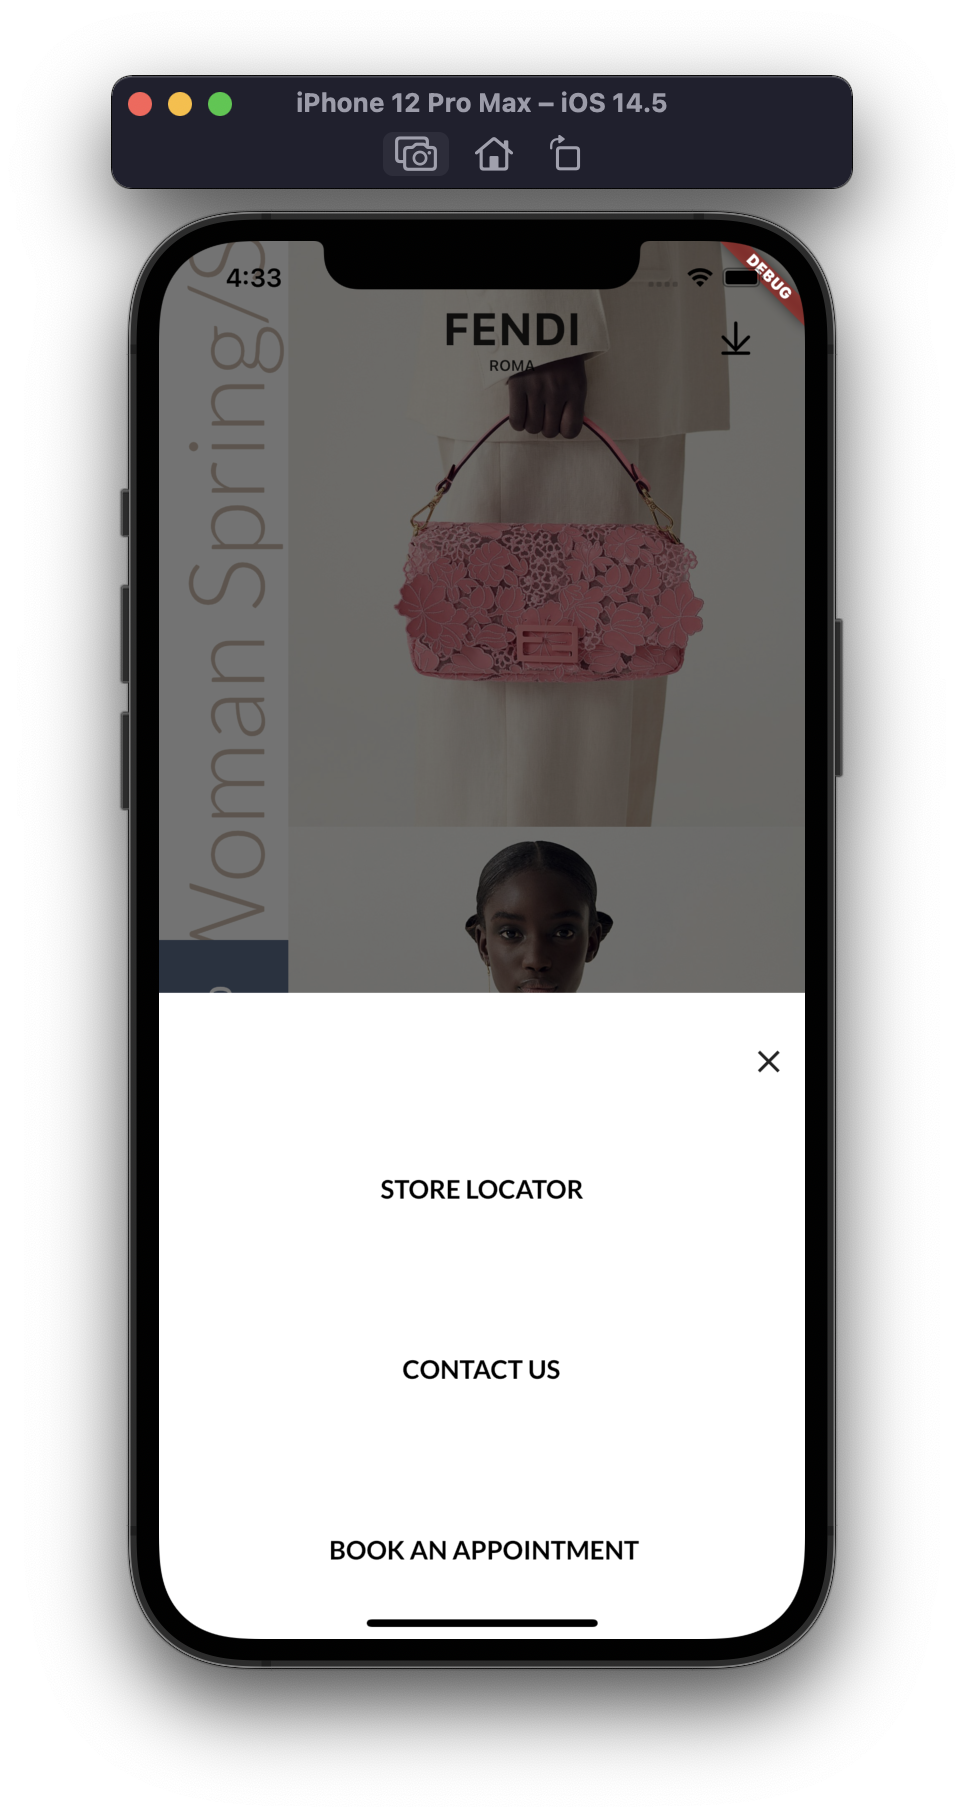 iPhone 12 Pro Max – iOS 14.5
4:33
DEBUG
FENDI
ROMA
Woman Spring/S
STORE LOCATOR
CONTACT US
BOOK AN APPOINTMENT